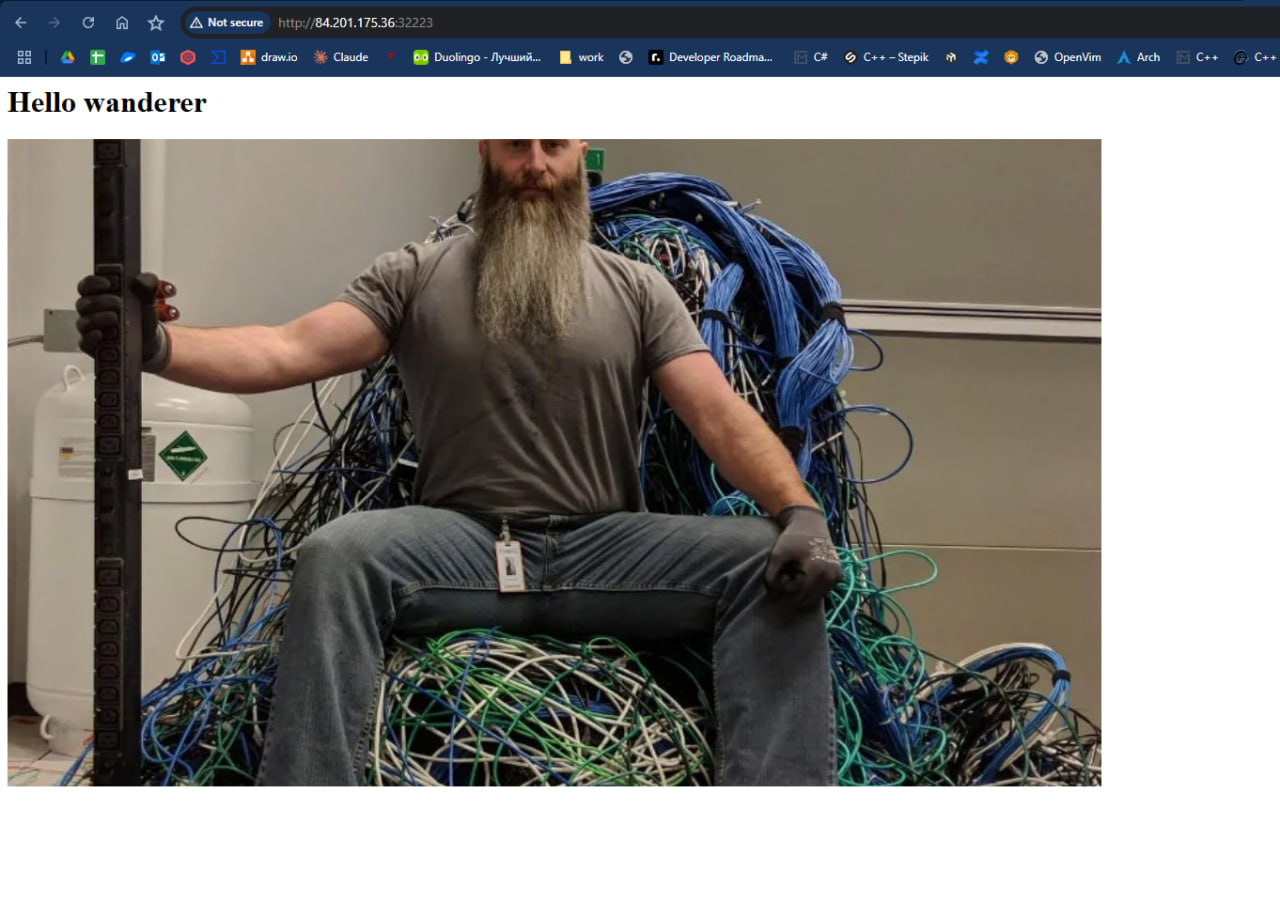 Not secure http://84.201.175.36:32223
draw.io Claude Duolingo - Лучший... work Developer Roadma... C# C++ – Stepik OpenVim Arch C++ C++
Hello wanderer
1